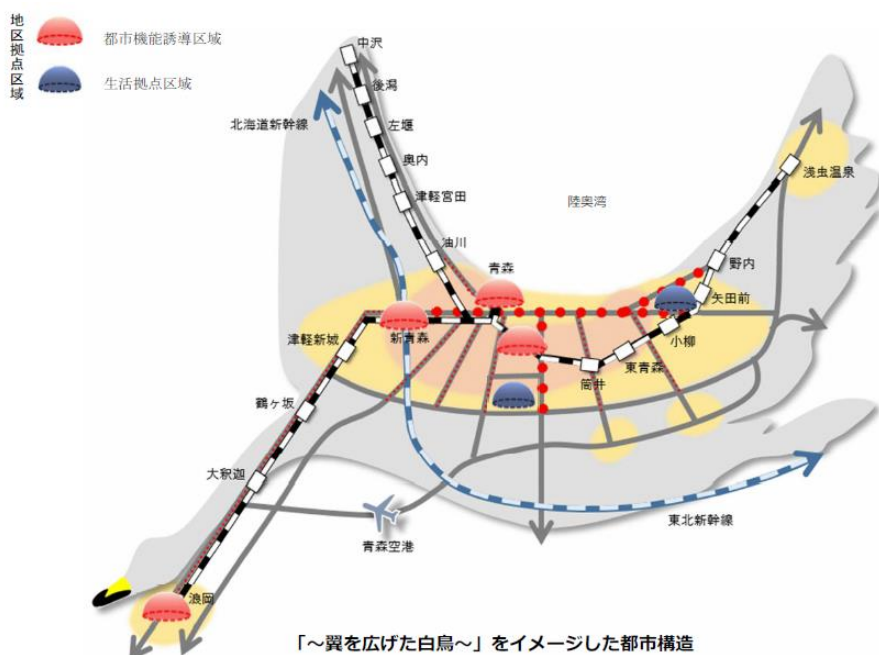 地区拠点区域
都市機能誘導区域
生活拠点区域
中沢
後潟
左堰
北海道新幹線
奥内
津軽宮田
陸奥湾
浅虫温泉
油川
青森
野内
矢田前
新青森
津軽新城
小柳
東青森
筒井
鶴ヶ坂
大釈迦
東北新幹線
青森空港
浪岡
「～翼を広げた白鳥～」をイメージした都市構造